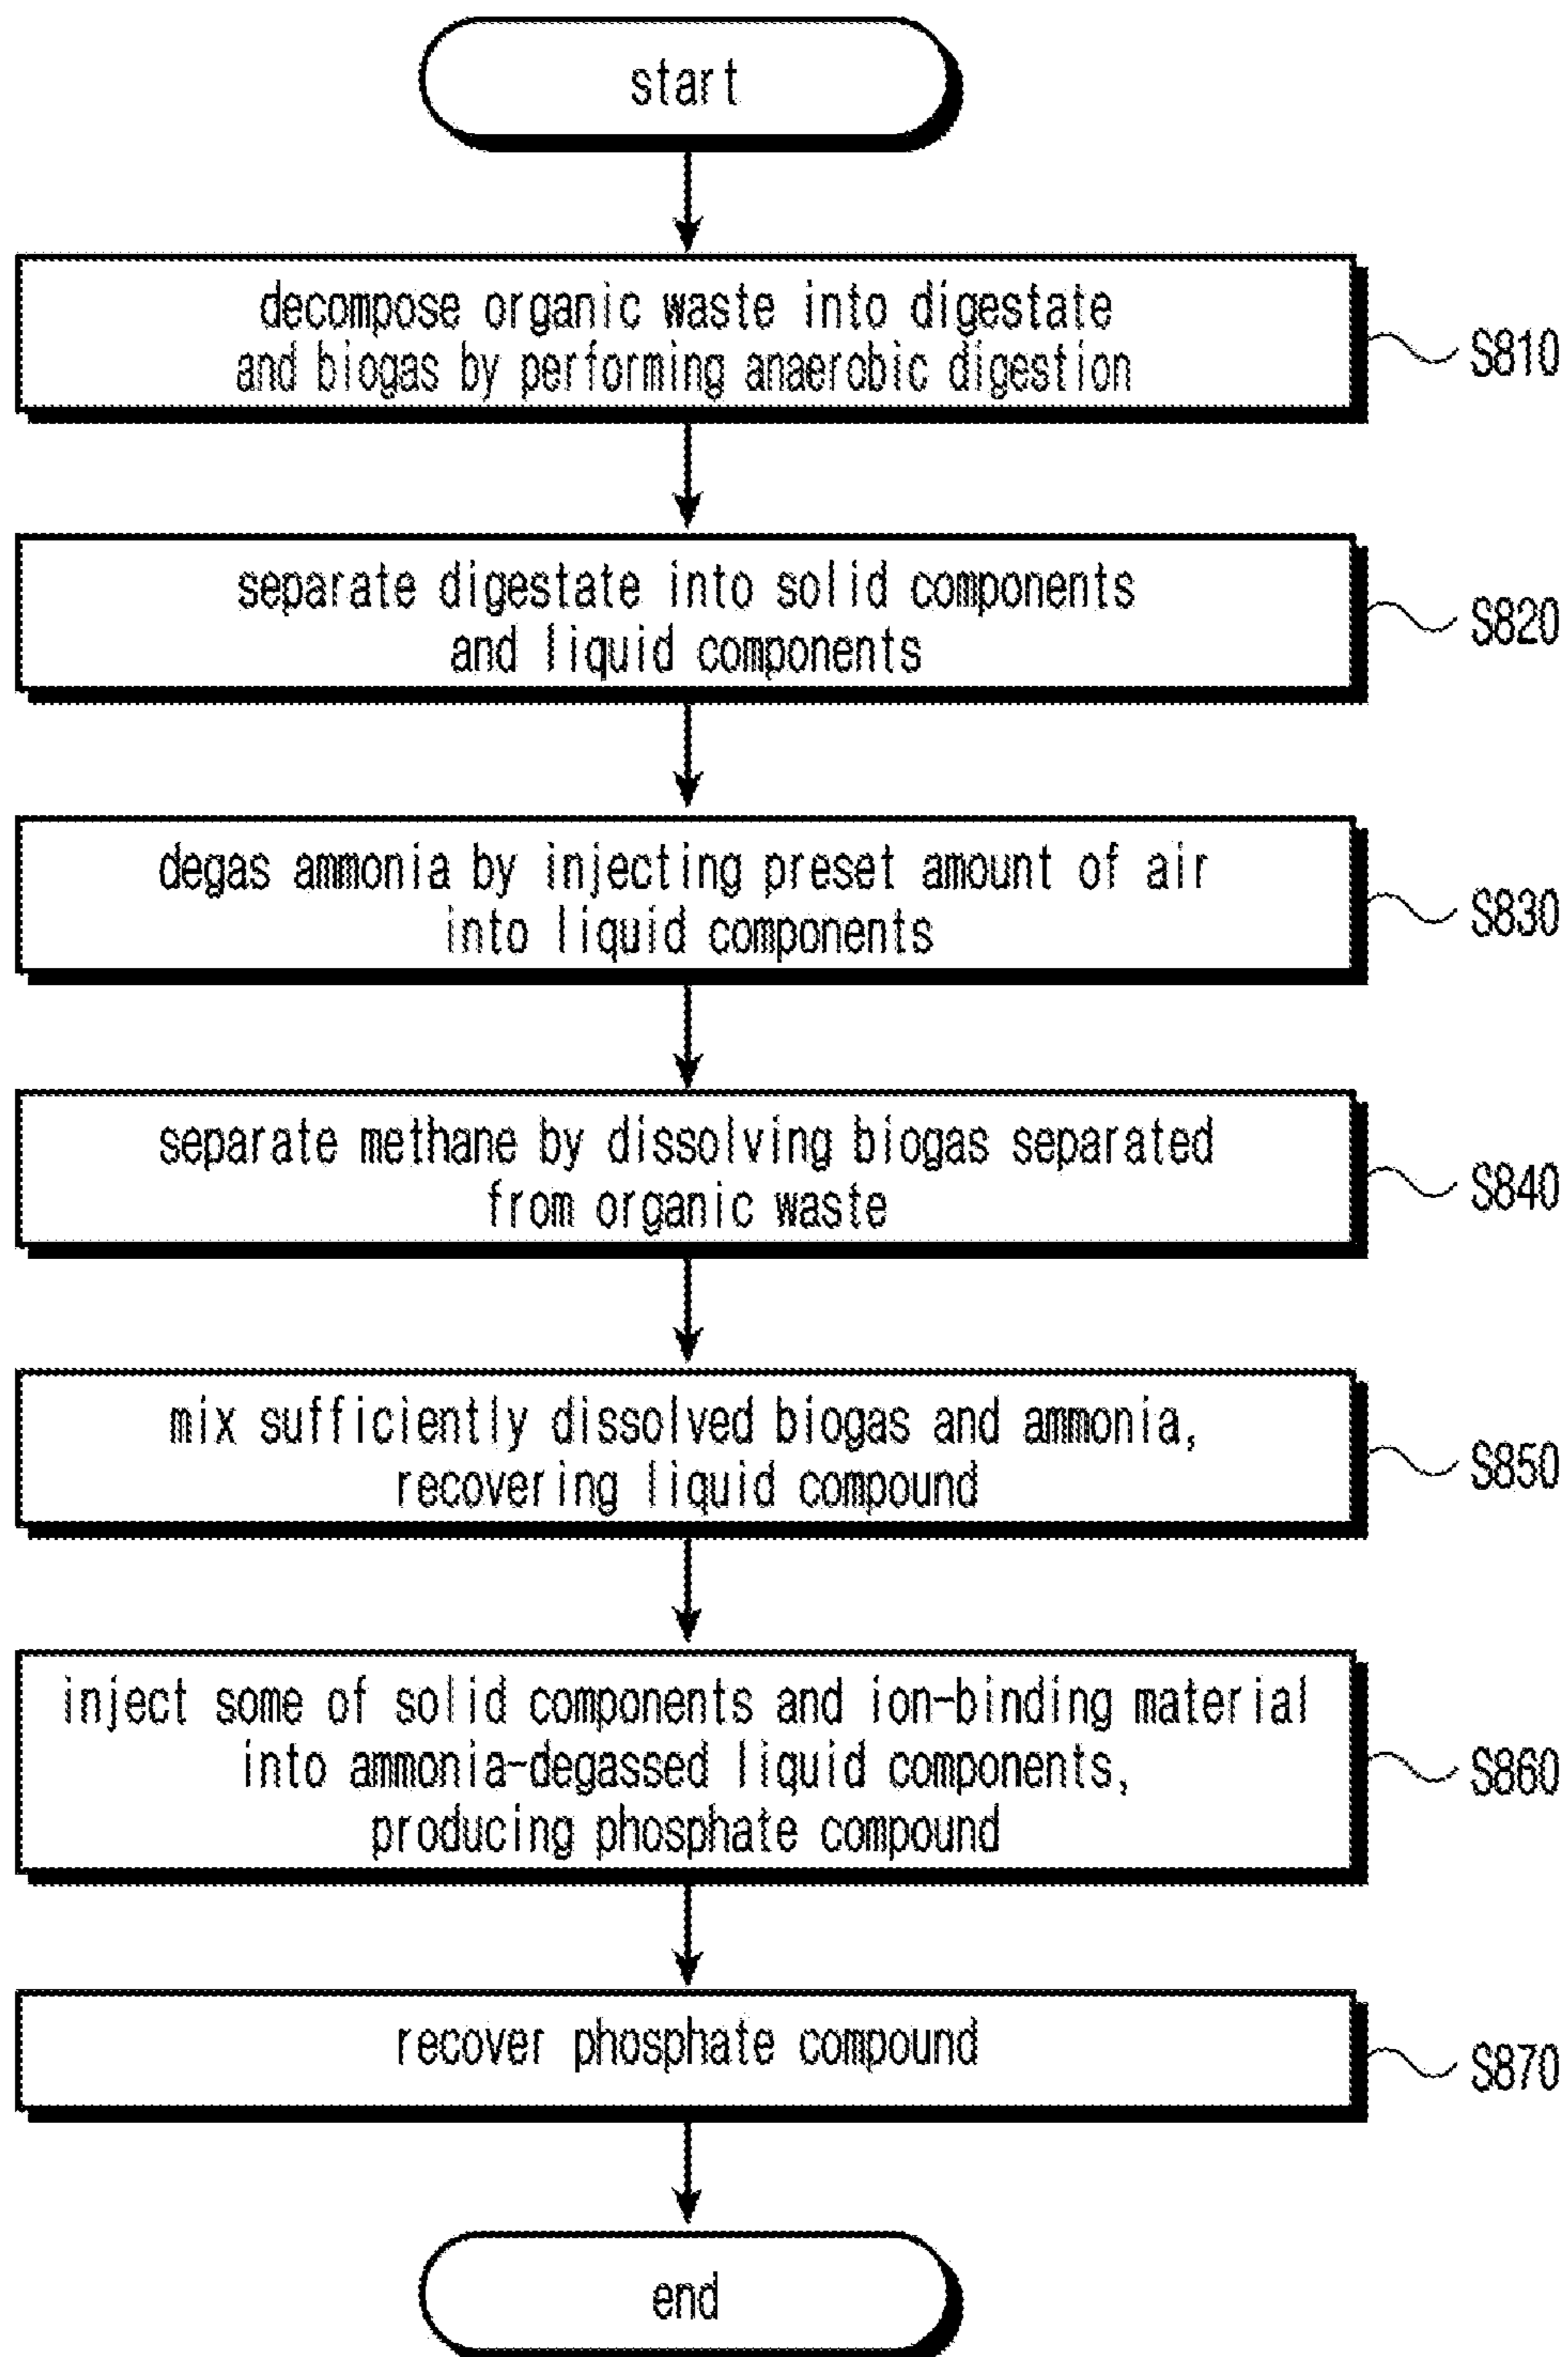 start
decompose organic waste into digestate
and biogas by performing anaerobic digestion
S810
separate digestate into solid components
and liquid components
S820
degas ammonia by injecting preset amount of air
into liquid components
S830
separate methane by dissolving biogas separated
from organic waste
S840
mix sufficiently dissolved biogas and ammonia,
recovering liquid compound
S850
inject some of solid components and ion-binding material
into ammonia-degassed liquid components,
producing phosphate compound
S860
recover phosphate compound
S870
end